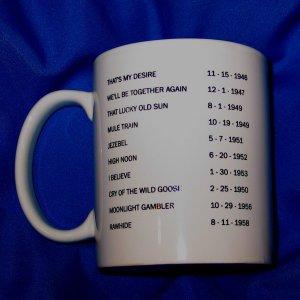 THAT'S MY DESIRE 11 - 15 - 1946
WE'LL BE TOGETHER AGAIN 12 - 1 - 1947
THAT LUCKY OLD SUN 8 - 1 - 1949
MULE TRAIN 10 - 19 - 1949
JEZEBEL 5 - 7 - 1951
HIGH NOON 6 - 20 - 1952
I BELIEVE 1 - 30 - 1953
CRY OF THE WILD GOOSE 2 - 25 - 1950
MOONLIGHT GAMBLER 10 - 29 - 1956
RAWHIDE 8 - 11 - 1958